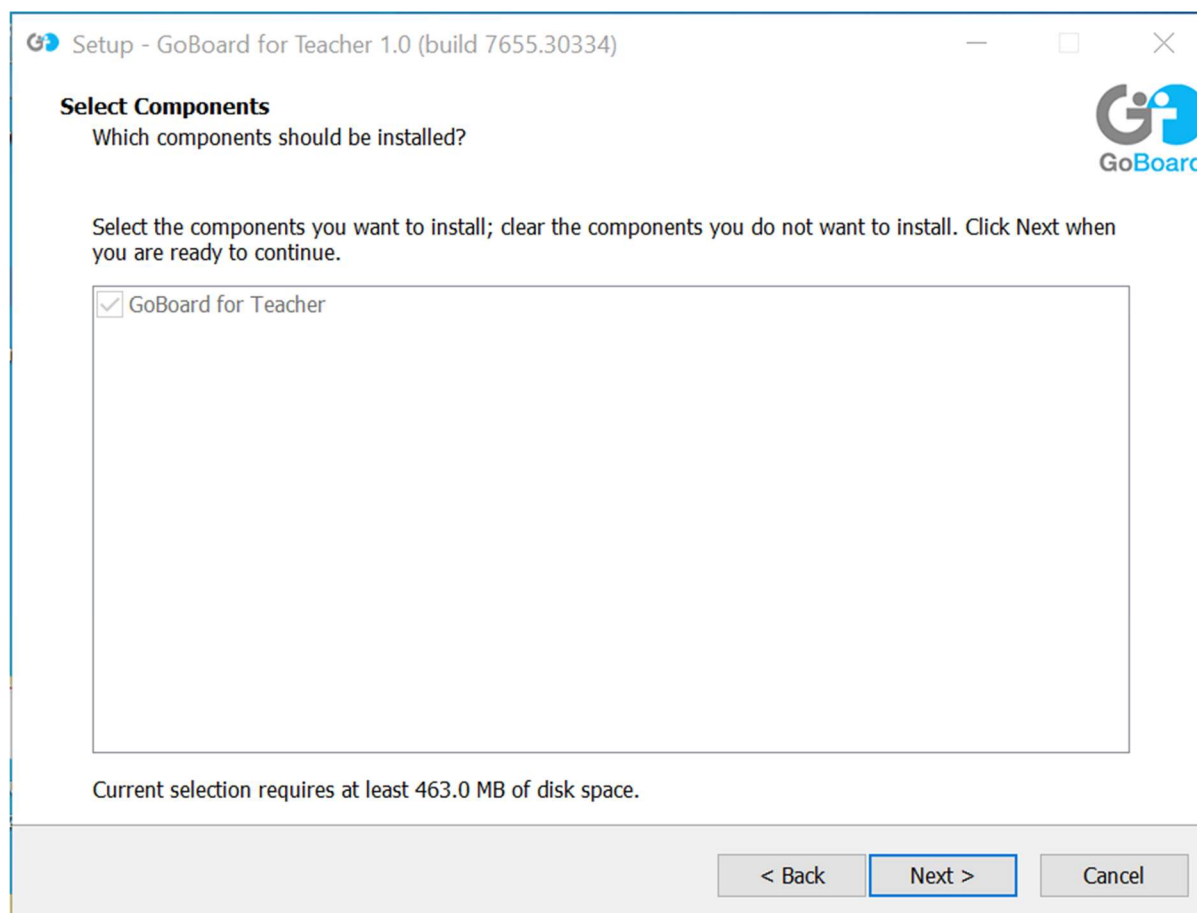 Setup - GoBoard for Teacher 1.0 (build 7655.30334)
Select Components
Which components should be installed?
GoBoard
Select the components you want to install; clear the components you do not want to install. Click Next when
you are ready to continue.
GoBoard for Teacher
Current selection requires at least 463.0 MB of disk space.
< Back
Next >
Cancel